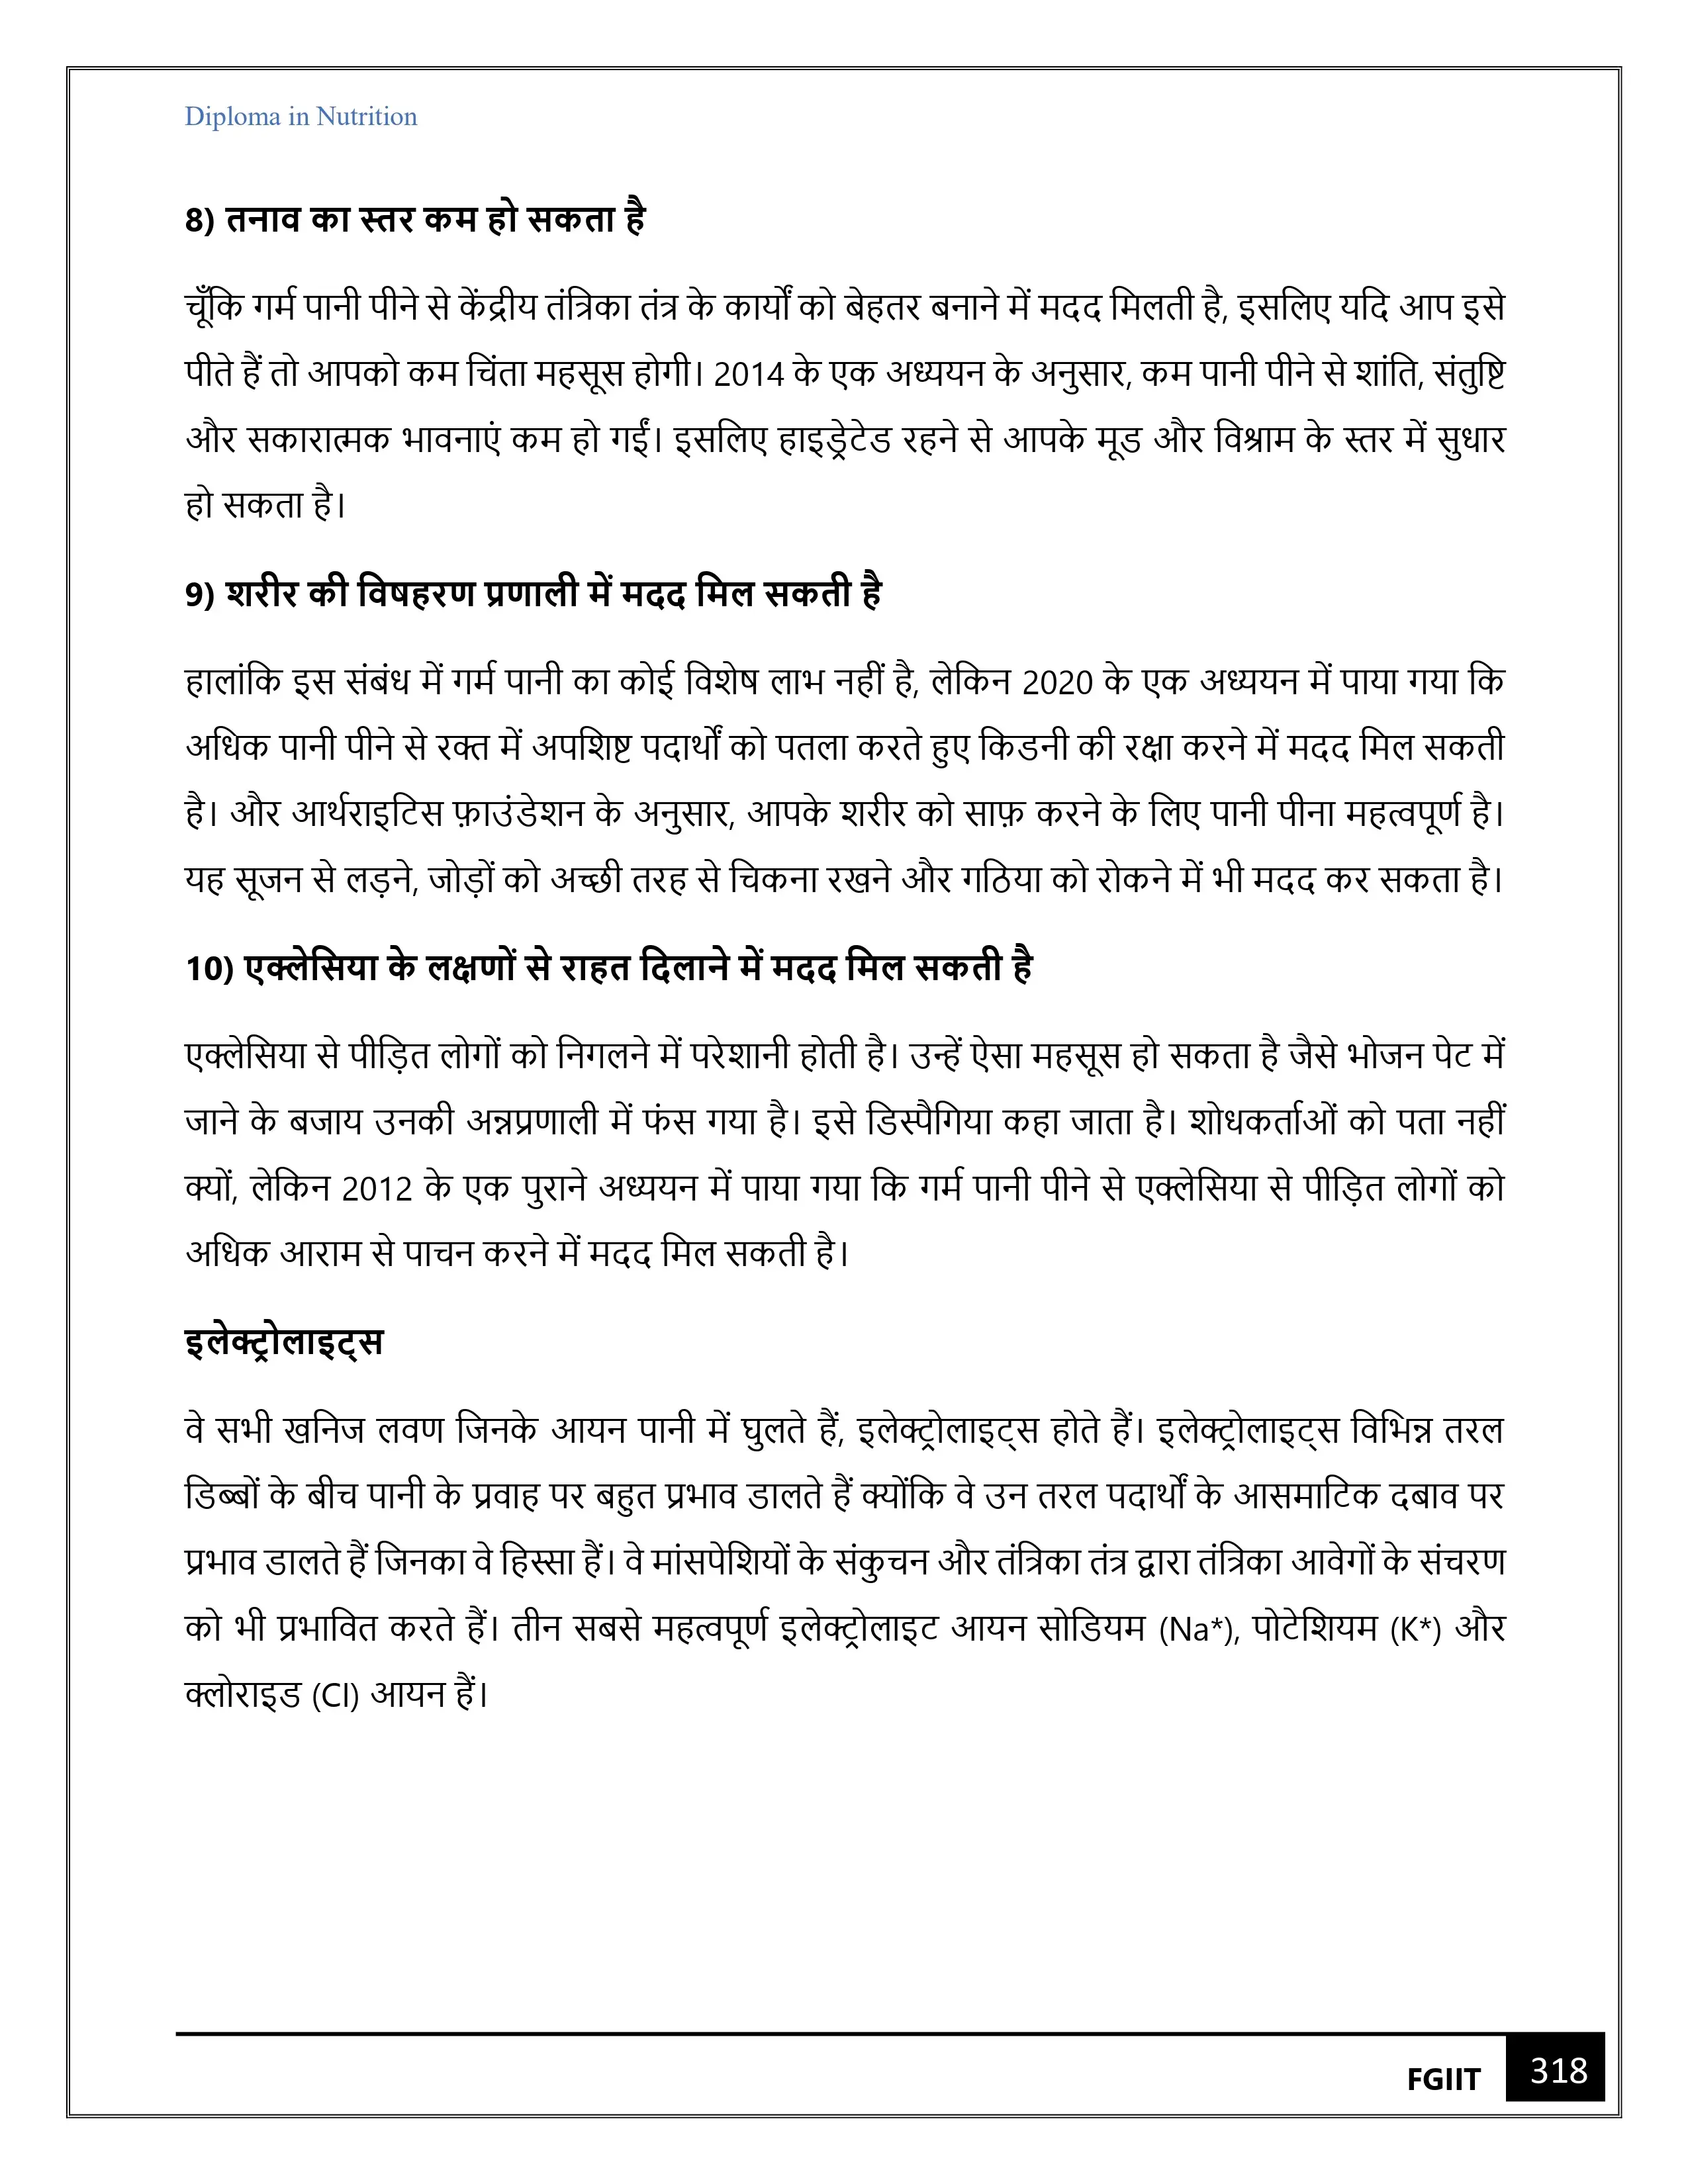 Diploma in Nutrition
8) तनाव का स्तर कम हो सकता है
चूँकि गर्म पानी पीने से केंद्रीय तंत्रिका तंत्र के कार्यों को बेहतर बनाने में मदद मिलती है, इसलिए यदि आप इसे
पीते हैं तो आपको कम चिंता महसूस होगी। 2014 के एक अध्ययन के अनुसार, कम पानी पीने से शांति, संतुष्टि
और सकारात्मक भावनाएं कम हो गईं। इसलिए हाइड्रेटेड रहने से आपके मूड और विश्राम के स्तर में सुधार
हो सकता है।
9) शरीर की विषहरण प्रणाली में मदद मिल सकती है
हालांकि इस संबंध में गर्म पानी का कोई विशेष लाभ नहीं है, लेकिन 2020 के एक अध्ययन में पाया गया कि
अधिक पानी पीने से रक्त में अपशिष्ट पदार्थों को पतला करते हुए किडनी की रक्षा करने में मदद मिल सकती
है। और आर्थराइटिस फ़ाउंडेशन के अनुसार, आपके शरीर को साफ़ करने के लिए पानी पीना महत्वपूर्ण है।
यह सूजन से लड़ने, जोड़ों को अच्छी तरह से चिकना रखने और गठिया को रोकने में भी मदद कर सकता है।
10) एक्लेसिया के लक्षणों से राहत दिलाने में मदद मिल सकती है
एक्लेसिया से पीड़ित लोगों को निगलने में परेशानी होती है। उन्हें ऐसा महसूस हो सकता है जैसे भोजन पेट में
जाने के बजाय उनकी अन्नप्रणाली में फंस गया है। इसे डिस्पैगिया कहा जाता है। शोधकर्ताओं को पता नहीं
क्यों, लेकिन 2012 के एक पुराने अध्ययन में पाया गया कि गर्म पानी पीने से एक्लेसिया से पीड़ित लोगों को
अधिक आराम से पाचन करने में मदद मिल सकती है।
इलेक्ट्रोलाइट्स
वे सभी खनिज लवण जिनके आयन पानी में घुलते हैं, इलेक्ट्रोलाइट्स होते हैं। इलेक्ट्रोलाइट्स विभिन्न तरल
डिब्बों के बीच पानी के प्रवाह पर बहुत प्रभाव डालते हैं क्योंकि वे उन तरल पदार्थों के आसमाटिक दबाव पर
प्रभाव डालते हैं जिनका वे हिस्सा हैं। वे मांसपेशियों के संकुचन और तंत्रिका तंत्र द्वारा तंत्रिका आवेगों के संचरण
को भी प्रभावित करते हैं। तीन सबसे महत्वपूर्ण इलेक्ट्रोलाइट आयन सोडियम (Na*), पोटेशियम (K*) और
क्लोराइड (Cl) आयन हैं।
FGIIT 318